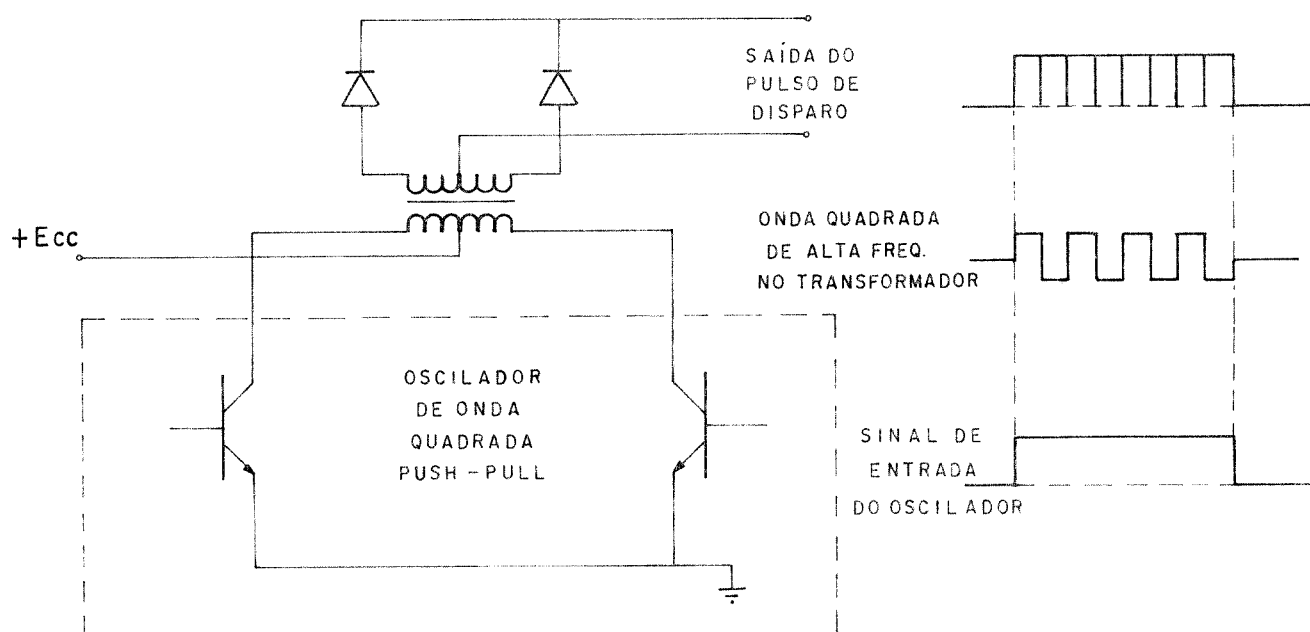 SAÍDA DO
PULSO DE
DISPARO
+Ecc
ONDA QUADRADA
DE ALTA FREQ.
NO TRANSFORMADOR
OSCILADOR
DE ONDA
QUADRADA
PUSH-PULL
SINAL DE
ENTRADA
DO OSCILADOR